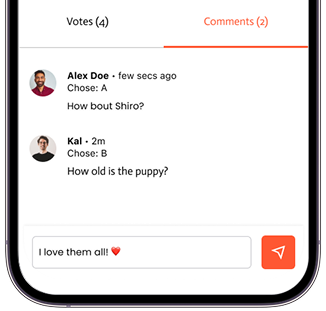 Votes (4) Comments (2)
Alex Doe • few secs ago
Chose: A
How bout Shiro?
Kal • 2m
Chose: B
How old is the puppy?
I love them all! ❤️